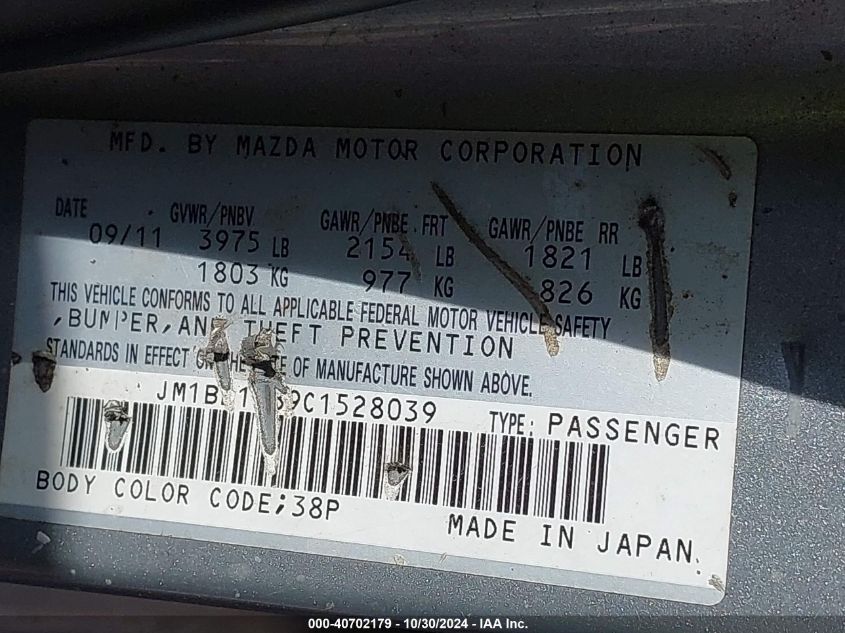 MFD. BY MAZDA MOTOR CORPORATION
DATE GVWR/PNBV GAWR/PNBE FRT GAWR/PNBE RR
09/11 3975 LB 2154 LB 1821 LB
1803 KG 977 KG 826 KG
THIS VEHICLE CONFORMS TO ALL APPLICABLE FEDERAL MOTOR VEHICLE SAFETY
,BUMPER,AND THEFT PREVENTION
STANDARDS IN EFFECT ON THE DATE OF MANUFACTURE SHOWN ABOVE.
TYPE: PASSENGER
BODY COLOR CODE;38P
MADE IN JAPAN
000-40702179 - 10/30/2024 - IAA Inc.